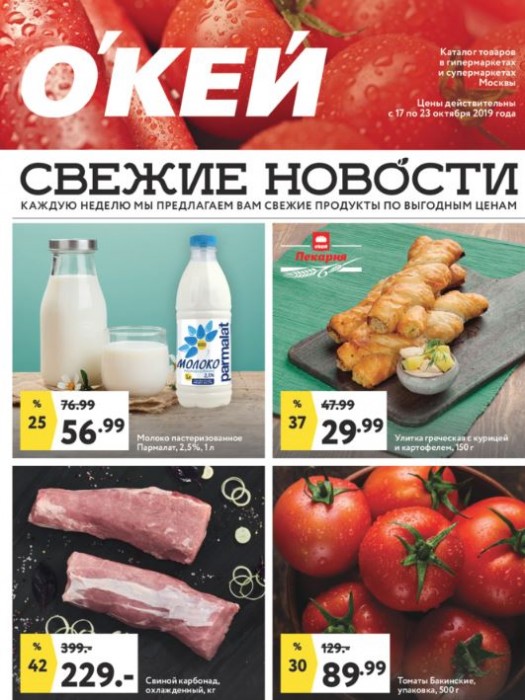 О'КЕЙ
Каталог товаров
в гипермаркетах
и супермаркетах
Москвы
Цены действительны
с 17 по 23 октября 2019 года
СВЕЖИЕ НОВОСТИ
КАЖДУЮ НЕДЕЛЮ МЫ ПРЕДЛАГАЕМ ВАМ СВЕЖИЕ ПРОДУКТЫ ПО ВЫГОДНЫМ ЦЕНАМ
МОЛОКО
2,5%
parmalat
%
25
76.99
56.99
Молоко пастеризованное
Пармалат, 2,5%, 1 л
Пекарня
%
37
47.99
29.99
Улитка греческая с курицей
и картофелем, 150 г
%
42
399.-
229.-
Свиной карбонад,
охлажденный, кг
%
30
129.-
89.99
Томаты Бакинские,
упаковка, 500 г